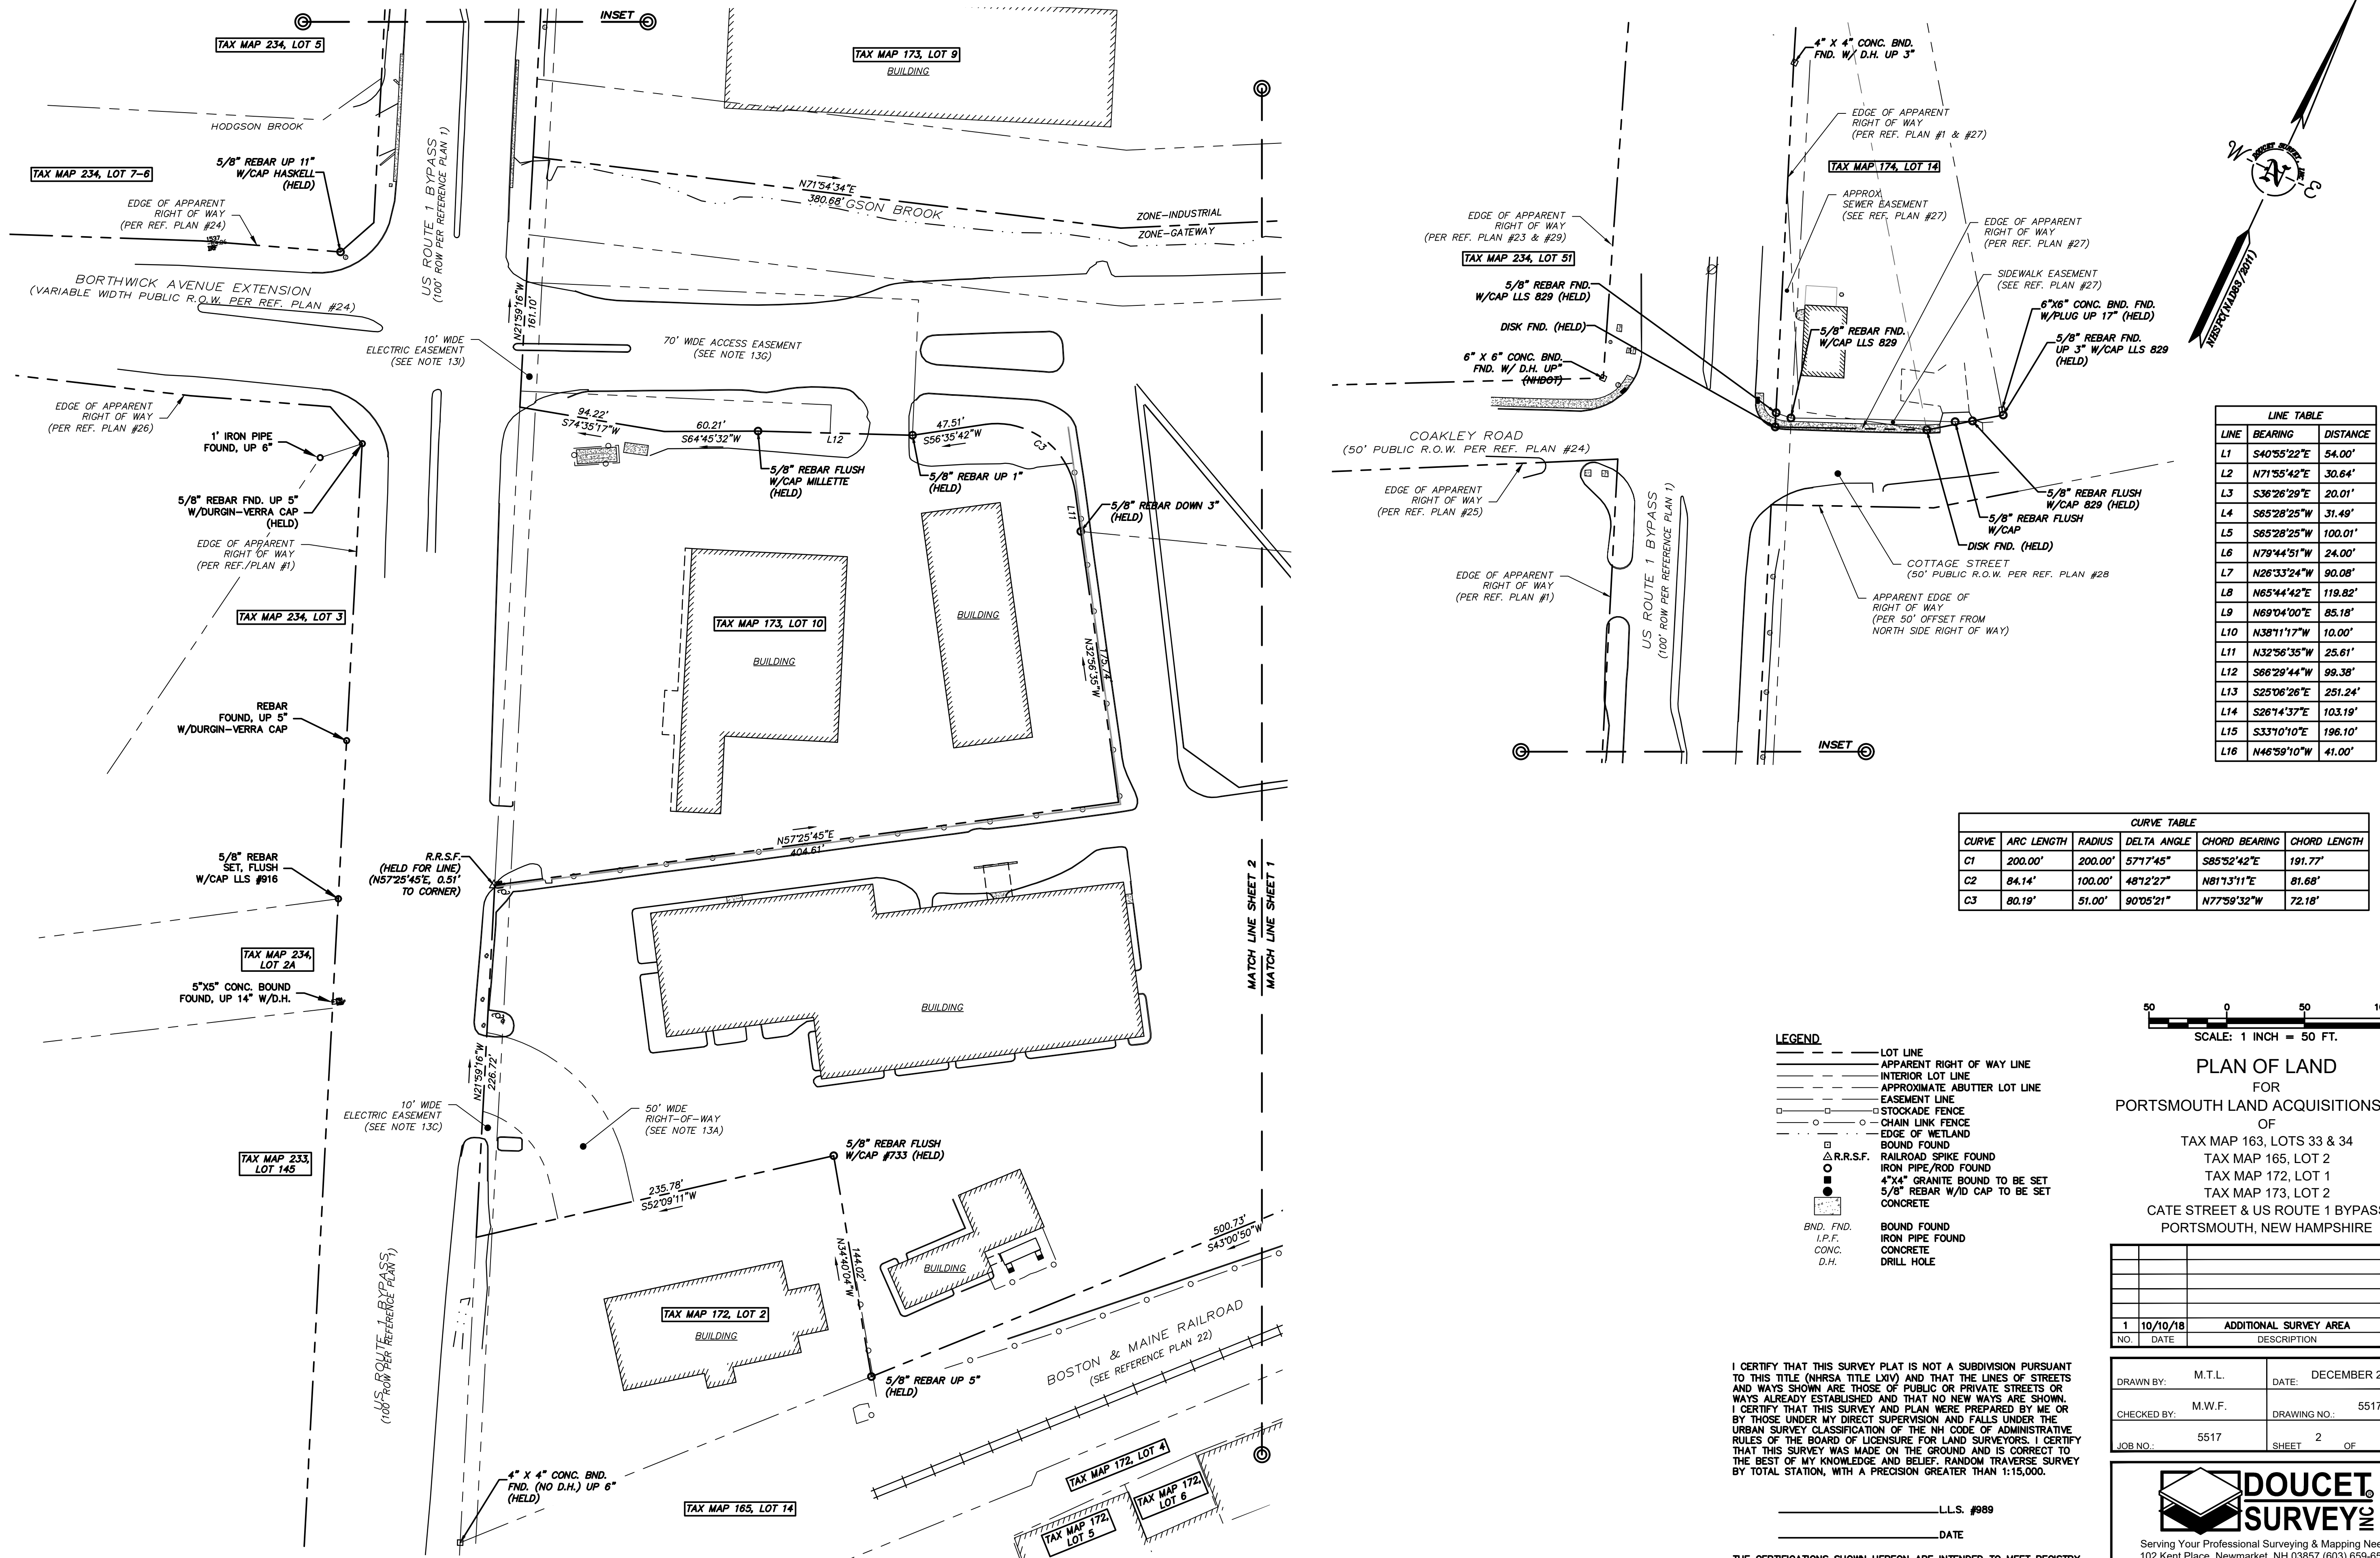 INSET
TAX MAP 234, LOT 5
TAX MAP 173, LOT 9
BUILDING
HODGSON BROOK
TAX MAP 234, LOT 7-6
5/8" REBAR UP 11"
W/CAP HASKELL
(HELD)
EDGE OF APPARENT
RIGHT OF WAY
(PER REF. PLAN #24)
US ROUTE 1 BYPASS
(100' ROW PER REFERENCE PLAN 1)
N71°54'34"E
380.68'
GSON BROOK
ZONE-INDUSTRIAL
ZONE-GATEWAY
BORTHWICK AVENUE EXTENSION
(VARIABLE WIDTH PUBLIC R.O.W. PER REF. PLAN #24)
N21°59'16"W
161.10'
10' WIDE
ELECTRIC EASEMENT
(SEE NOTE 13I)
70' WIDE ACCESS EASEMENT
(SEE NOTE 13G)
EDGE OF APPARENT
RIGHT OF WAY
(PER REF. PLAN #26)
1' IRON PIPE
FOUND, UP 6"
94.22'
S74°35'17"W
60.21'
S64°45'32"W
L12
47.51'
S56°35'42"W
C3
5/8" REBAR FLUSH
W/CAP MILLETTE
(HELD)
5/8" REBAR UP 1"
(HELD)
L11
5/8" REBAR DOWN 3"
(HELD)
5/8" REBAR FND. UP 5"
W/DURGIN-VERRA CAP
(HELD)
EDGE OF APPARENT
RIGHT OF WAY
(PER REF./PLAN #1)
TAX MAP 234, LOT 3
TAX MAP 173, LOT 10
BUILDING
BUILDING
N32°56'35"W
175.74'
REBAR
FOUND, UP 5"
W/DURGIN-VERRA CAP
N57°25'45"E
404.61'
5/8" REBAR
SET, FLUSH
W/CAP LLS #916
R.R.S.F.
(HELD FOR LINE)
(N57°25'45"E, 0.51'
TO CORNER)
MATCH LINE SHEET 2
MATCH LINE SHEET 1
TAX MAP 234,
LOT 2A
5"X5" CONC. BOUND
FOUND, UP 14" W/D.H.
BUILDING
N21°59'16"W
226.72'
10' WIDE
ELECTRIC EASEMENT
(SEE NOTE 13C)
50' WIDE
RIGHT-OF-WAY
(SEE NOTE 13A)
TAX MAP 233,
LOT 145
5/8" REBAR FLUSH
W/CAP #733 (HELD)
235.78'
S52°09'11"W
N34°40'04"W
144.02'
500.73'
S43°00'50"W
BUILDING
TAX MAP 172, LOT 2
BUILDING
US ROUTE 1 BYPASS
(100' ROW PER REFERENCE PLAN 1)
BOSTON & MAINE RAILROAD
(SEE REFERENCE PLAN 22)
5/8" REBAR UP 5"
(HELD)
4" X 4" CONC. BND.
FND. (NO D.H.) UP 6"
(HELD)
TAX MAP 165, LOT 14
TAX MAP 172, LOT 4
TAX MAP 172,
LOT 6
TAX MAP 172,
LOT 5
4" X 4" CONC. BND.
FND. W/ D.H. UP 3"
EDGE OF APPARENT
RIGHT OF WAY
(PER REF. PLAN #1 & #27)
TAX MAP 174, LOT 14
APPROX.
SEWER EASEMENT
(SEE REF. PLAN #27)
EDGE OF APPARENT
RIGHT OF WAY
(PER REF. PLAN #23 & #29)
EDGE OF APPARENT
RIGHT OF WAY
(PER REF. PLAN #27)
TAX MAP 234, LOT 51
SIDEWALK EASEMENT
(SEE REF. PLAN #27)
5/8" REBAR FND.
W/CAP LLS 829 (HELD)
6"X6" CONC. BND. FND.
W/PLUG UP 17" (HELD)
DISK FND. (HELD)
5/8" REBAR FND.
W/CAP LLS 829
5/8" REBAR FND.
UP 3" W/CAP LLS 829
(HELD)
6" X 6" CONC. BND.
FND. W/ D.H. UP"
(NHDOT)
COAKLEY ROAD
(50' PUBLIC R.O.W. PER REF. PLAN #24)
EDGE OF APPARENT
RIGHT OF WAY
(PER REF. PLAN #25)
5/8" REBAR FLUSH
W/CAP 829 (HELD)
5/8" REBAR FLUSH
W/CAP
DISK FND. (HELD)
COTTAGE STREET
(50' PUBLIC R.O.W. PER REF. PLAN #28
EDGE OF APPARENT
RIGHT OF WAY
(PER REF. PLAN #1)
US ROUTE 1 BYPASS
(100' ROW PER REFERENCE PLAN 1)
APPARENT EDGE OF
RIGHT OF WAY
(PER 50' OFFSET FROM
NORTH SIDE RIGHT OF WAY)
INSET
W
DOUCET SURVEY, INC.
N
E
NHSPC(NAD83/2011)
LINE TABLE
LINE BEARING DISTANCE
L1 S40°55'22"E 54.00'
L2 N71°55'42"E 30.64'
L3 S36°26'29"E 20.01'
L4 S65°28'25"W 31.49'
L5 S65°28'25"W 100.01'
L6 N79°44'51"W 24.00'
L7 N26°33'24"W 90.08'
L8 N65°44'42"E 119.82'
L9 N69°04'00"E 85.18'
L10 N38°11'17"W 10.00'
L11 N32°56'35"W 25.61'
L12 S66°29'44"W 99.38'
L13 S25°06'26"E 251.24'
L14 S26°14'37"E 103.19'
L15 S33°10'10"E 196.10'
L16 N46°59'10"W 41.00'
CURVE TABLE
CURVE ARC LENGTH RADIUS DELTA ANGLE CHORD BEARING CHORD LENGTH
C1 200.00' 200.00' 57°17'45" S85°52'42"E 191.77'
C2 84.14' 100.00' 48°12'27" N81°13'11"E 81.68'
C3 80.19' 51.00' 90°05'21" N77°59'32"W 72.18'
LEGEND
LOT LINE
APPARENT RIGHT OF WAY LINE
INTERIOR LOT LINE
APPROXIMATE ABUTTER LOT LINE
EASEMENT LINE
STOCKADE FENCE
CHAIN LINK FENCE
EDGE OF WETLAND
BOUND FOUND
R.R.S.F. RAILROAD SPIKE FOUND
IRON PIPE/ROD FOUND
4"X4" GRANITE BOUND TO BE SET
5/8" REBAR W/ID CAP TO BE SET
CONCRETE
BND. FND. BOUND FOUND
I.P.F. IRON PIPE FOUND
CONC. CONCRETE
D.H. DRILL HOLE
50 0 50 10
SCALE: 1 INCH = 50 FT.
PLAN OF LAND
FOR
PORTSMOUTH LAND ACQUISITIONS
OF
TAX MAP 163, LOTS 33 & 34
TAX MAP 165, LOT 2
TAX MAP 172, LOT 1
TAX MAP 173, LOT 2
CATE STREET & US ROUTE 1 BYPASS
PORTSMOUTH, NEW HAMPSHIRE
1 10/10/18 ADDITIONAL SURVEY AREA
NO. DATE DESCRIPTION
DRAWN BY: M.T.L. DATE: DECEMBER 2
CHECKED BY: M.W.F. DRAWING NO.: 5517
JOB NO.: 5517 SHEET 2 OF
I CERTIFY THAT THIS SURVEY PLAT IS NOT A SUBDIVISION PURSUANT
TO THIS TITLE (NHRSA TITLE LXIV) AND THAT THE LINES OF STREETS
AND WAYS SHOWN ARE THOSE OF PUBLIC OR PRIVATE STREETS OR
WAYS ALREADY ESTABLISHED AND THAT NO NEW WAYS ARE SHOWN.
I CERTIFY THAT THIS SURVEY AND PLAN WERE PREPARED BY ME OR
BY THOSE UNDER MY DIRECT SUPERVISION AND FALLS UNDER THE
URBAN SURVEY CLASSIFICATION OF THE NH CODE OF ADMINISTRATIVE
RULES OF THE BOARD OF LICENSURE FOR LAND SURVEYORS. I CERTIFY
THAT THIS SURVEY WAS MADE ON THE GROUND AND IS CORRECT TO
THE BEST OF MY KNOWLEDGE AND BELIEF. RANDOM TRAVERSE SURVEY
BY TOTAL STATION, WITH A PRECISION GREATER THAN 1:15,000.
L.L.S. #989
DATE
THE CERTIFICATIONS SHOWN HEREON ARE INTENDED TO MEET REGISTRY
DOUCET
SURVEY INC
Serving Your Professional Surveying & Mapping Ne
102 Kent Place, Newmarket, NH 03857 (603) 659-6